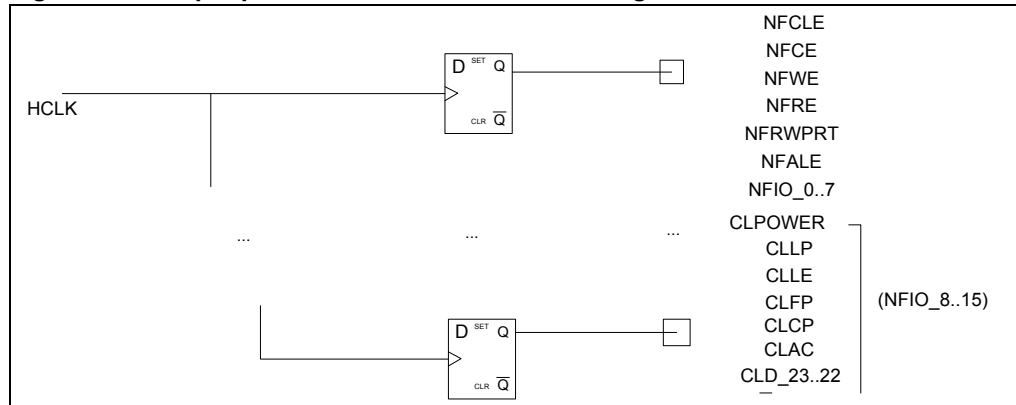 HCLK
D SET Q
CLR Q
...
...
...
D SET Q
CLR Q
NFCLE
NFCE
NFWE
NFRE
NFRWPRT
NFALE
NFIO_0..7
CLPOWER
CLLP
CLLE
CLFP
CLCP
CLAC
CLD_23..22
(NFIO_8..15)